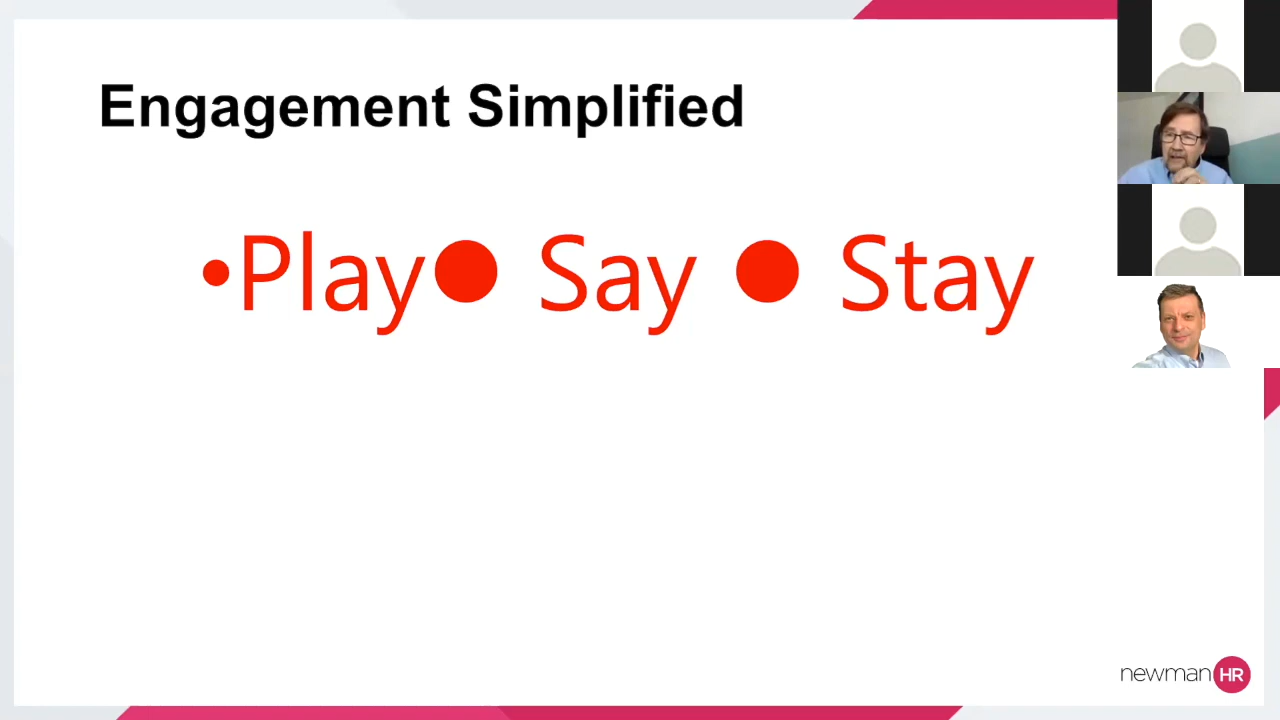 Engagement Simplified
•Play● Say ● Stay
newman HR